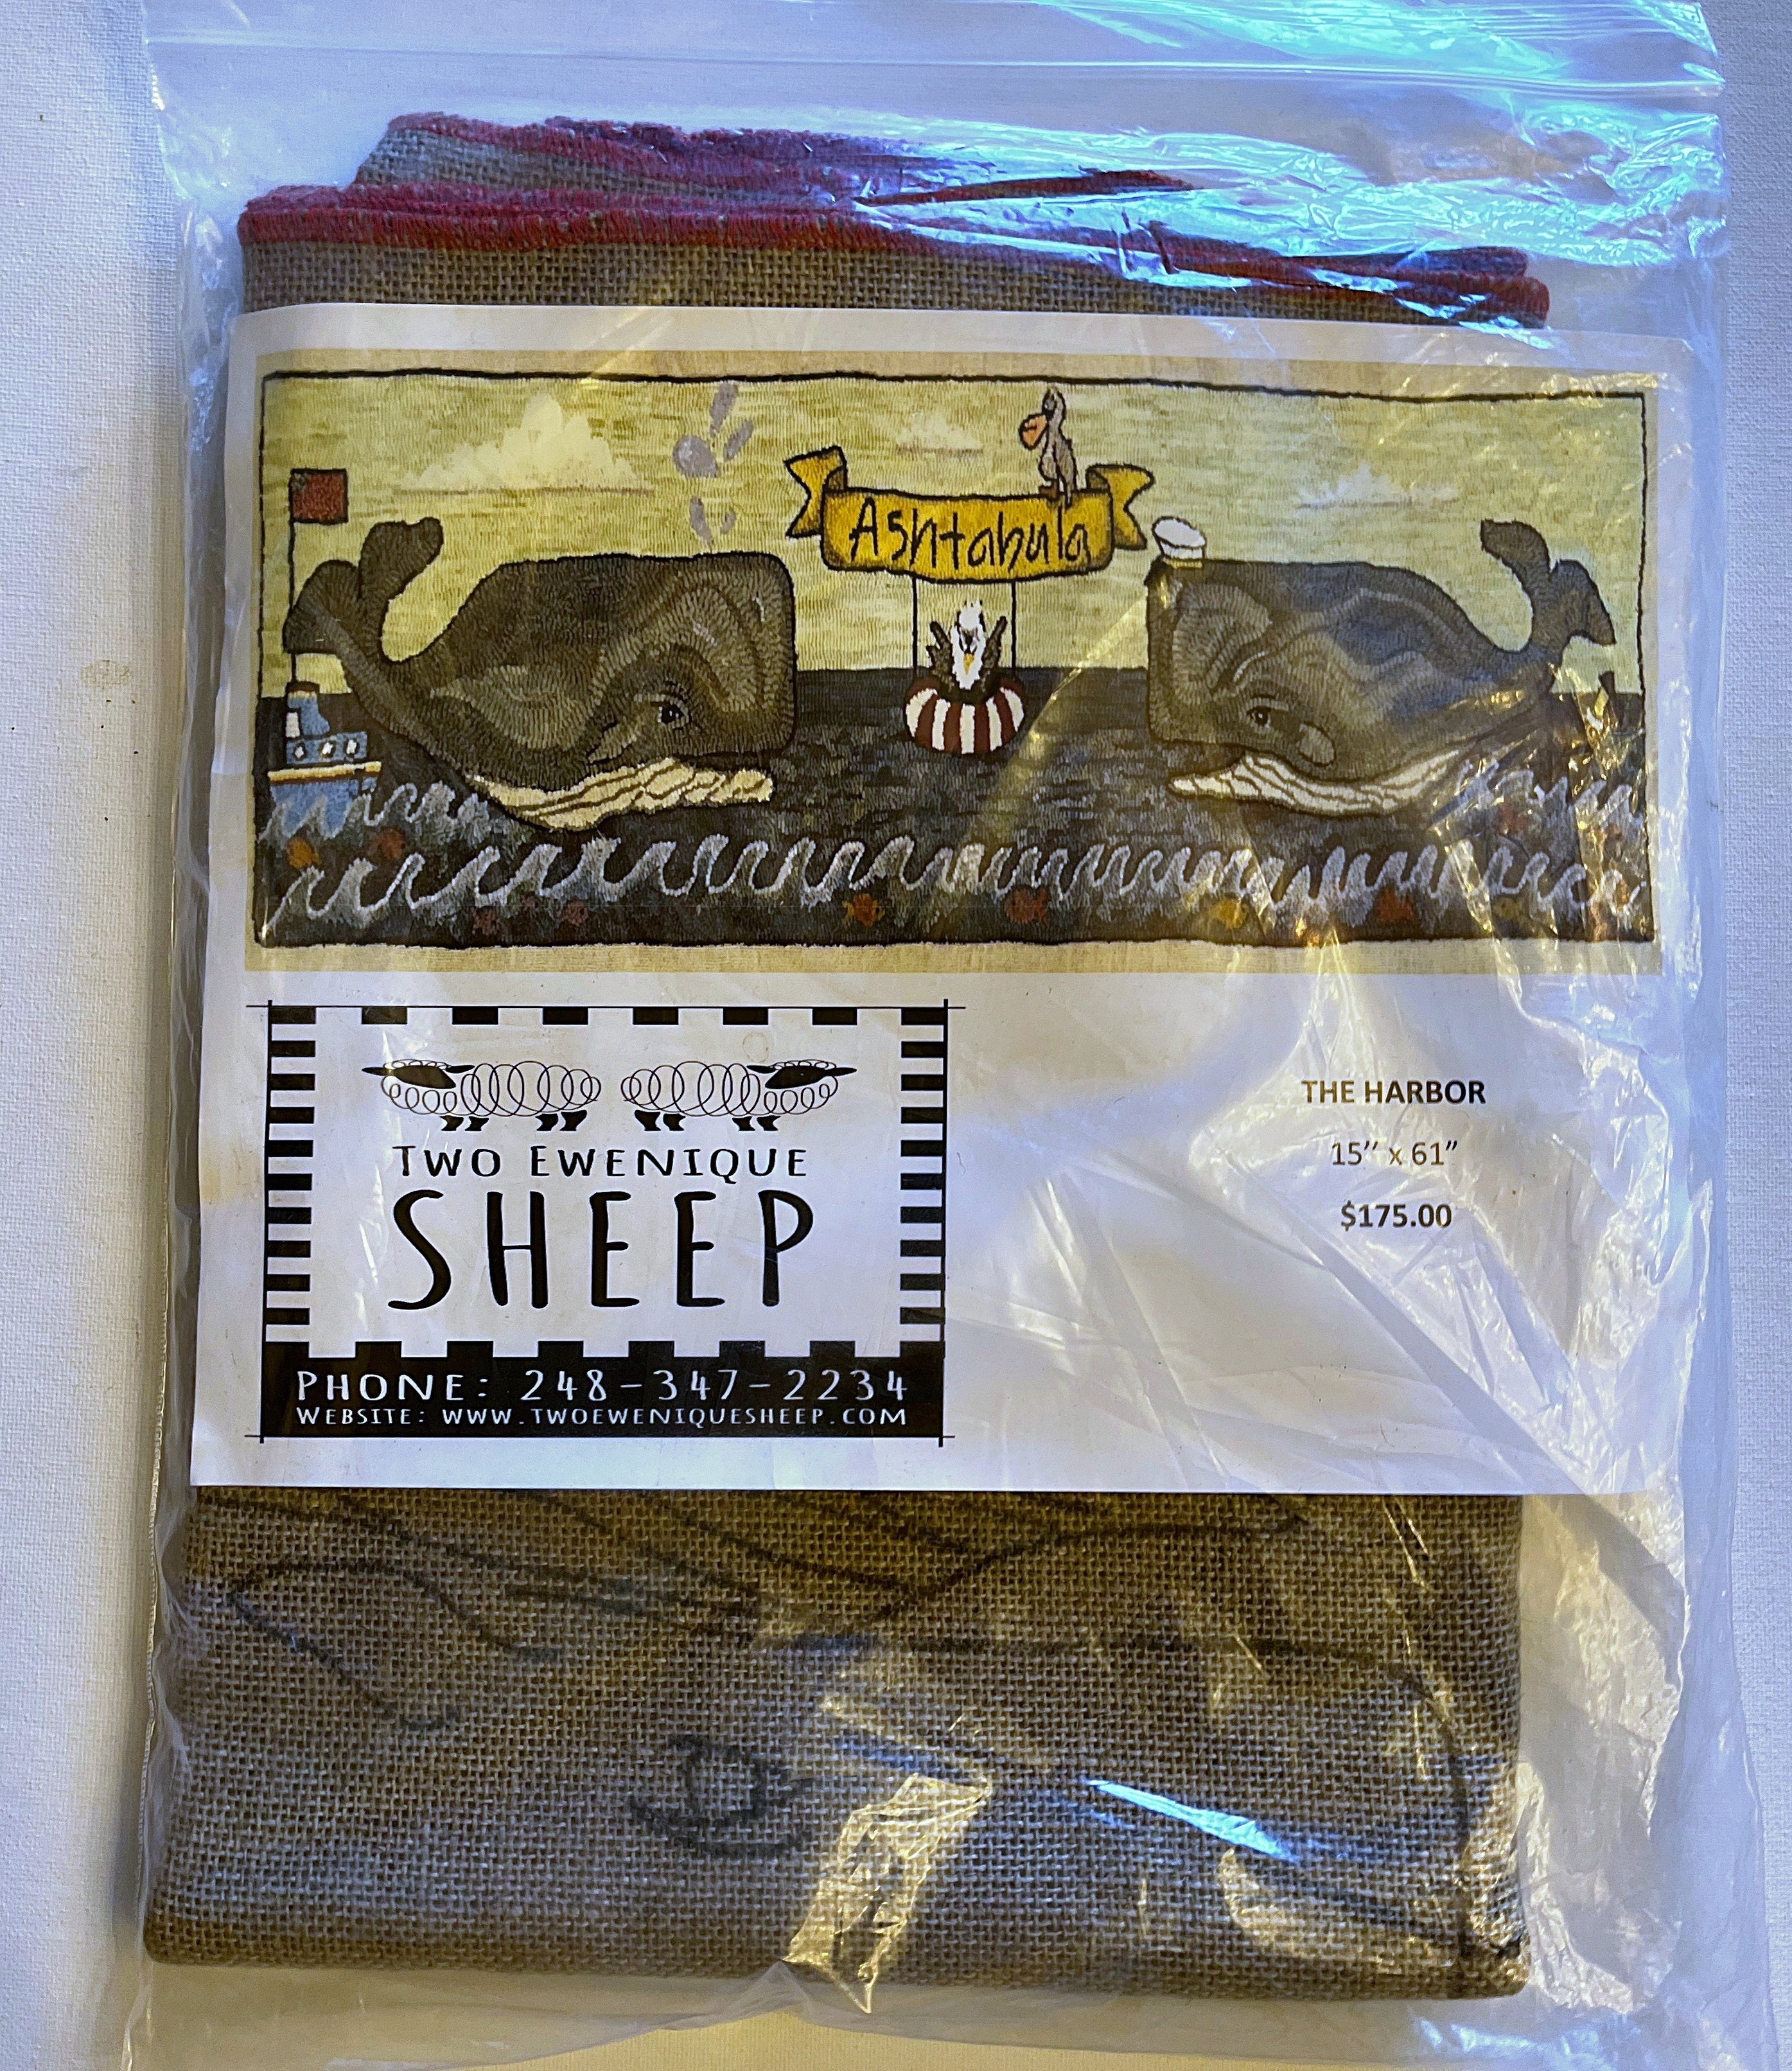 Ashtabula
TWO EWENIQUE
SHEEP
PHONE: 248-347-2234
WEBSITE: WWW.TWOEWENIQUESHEEP.COM
THE HARBOR
15" x 61"
$175.00